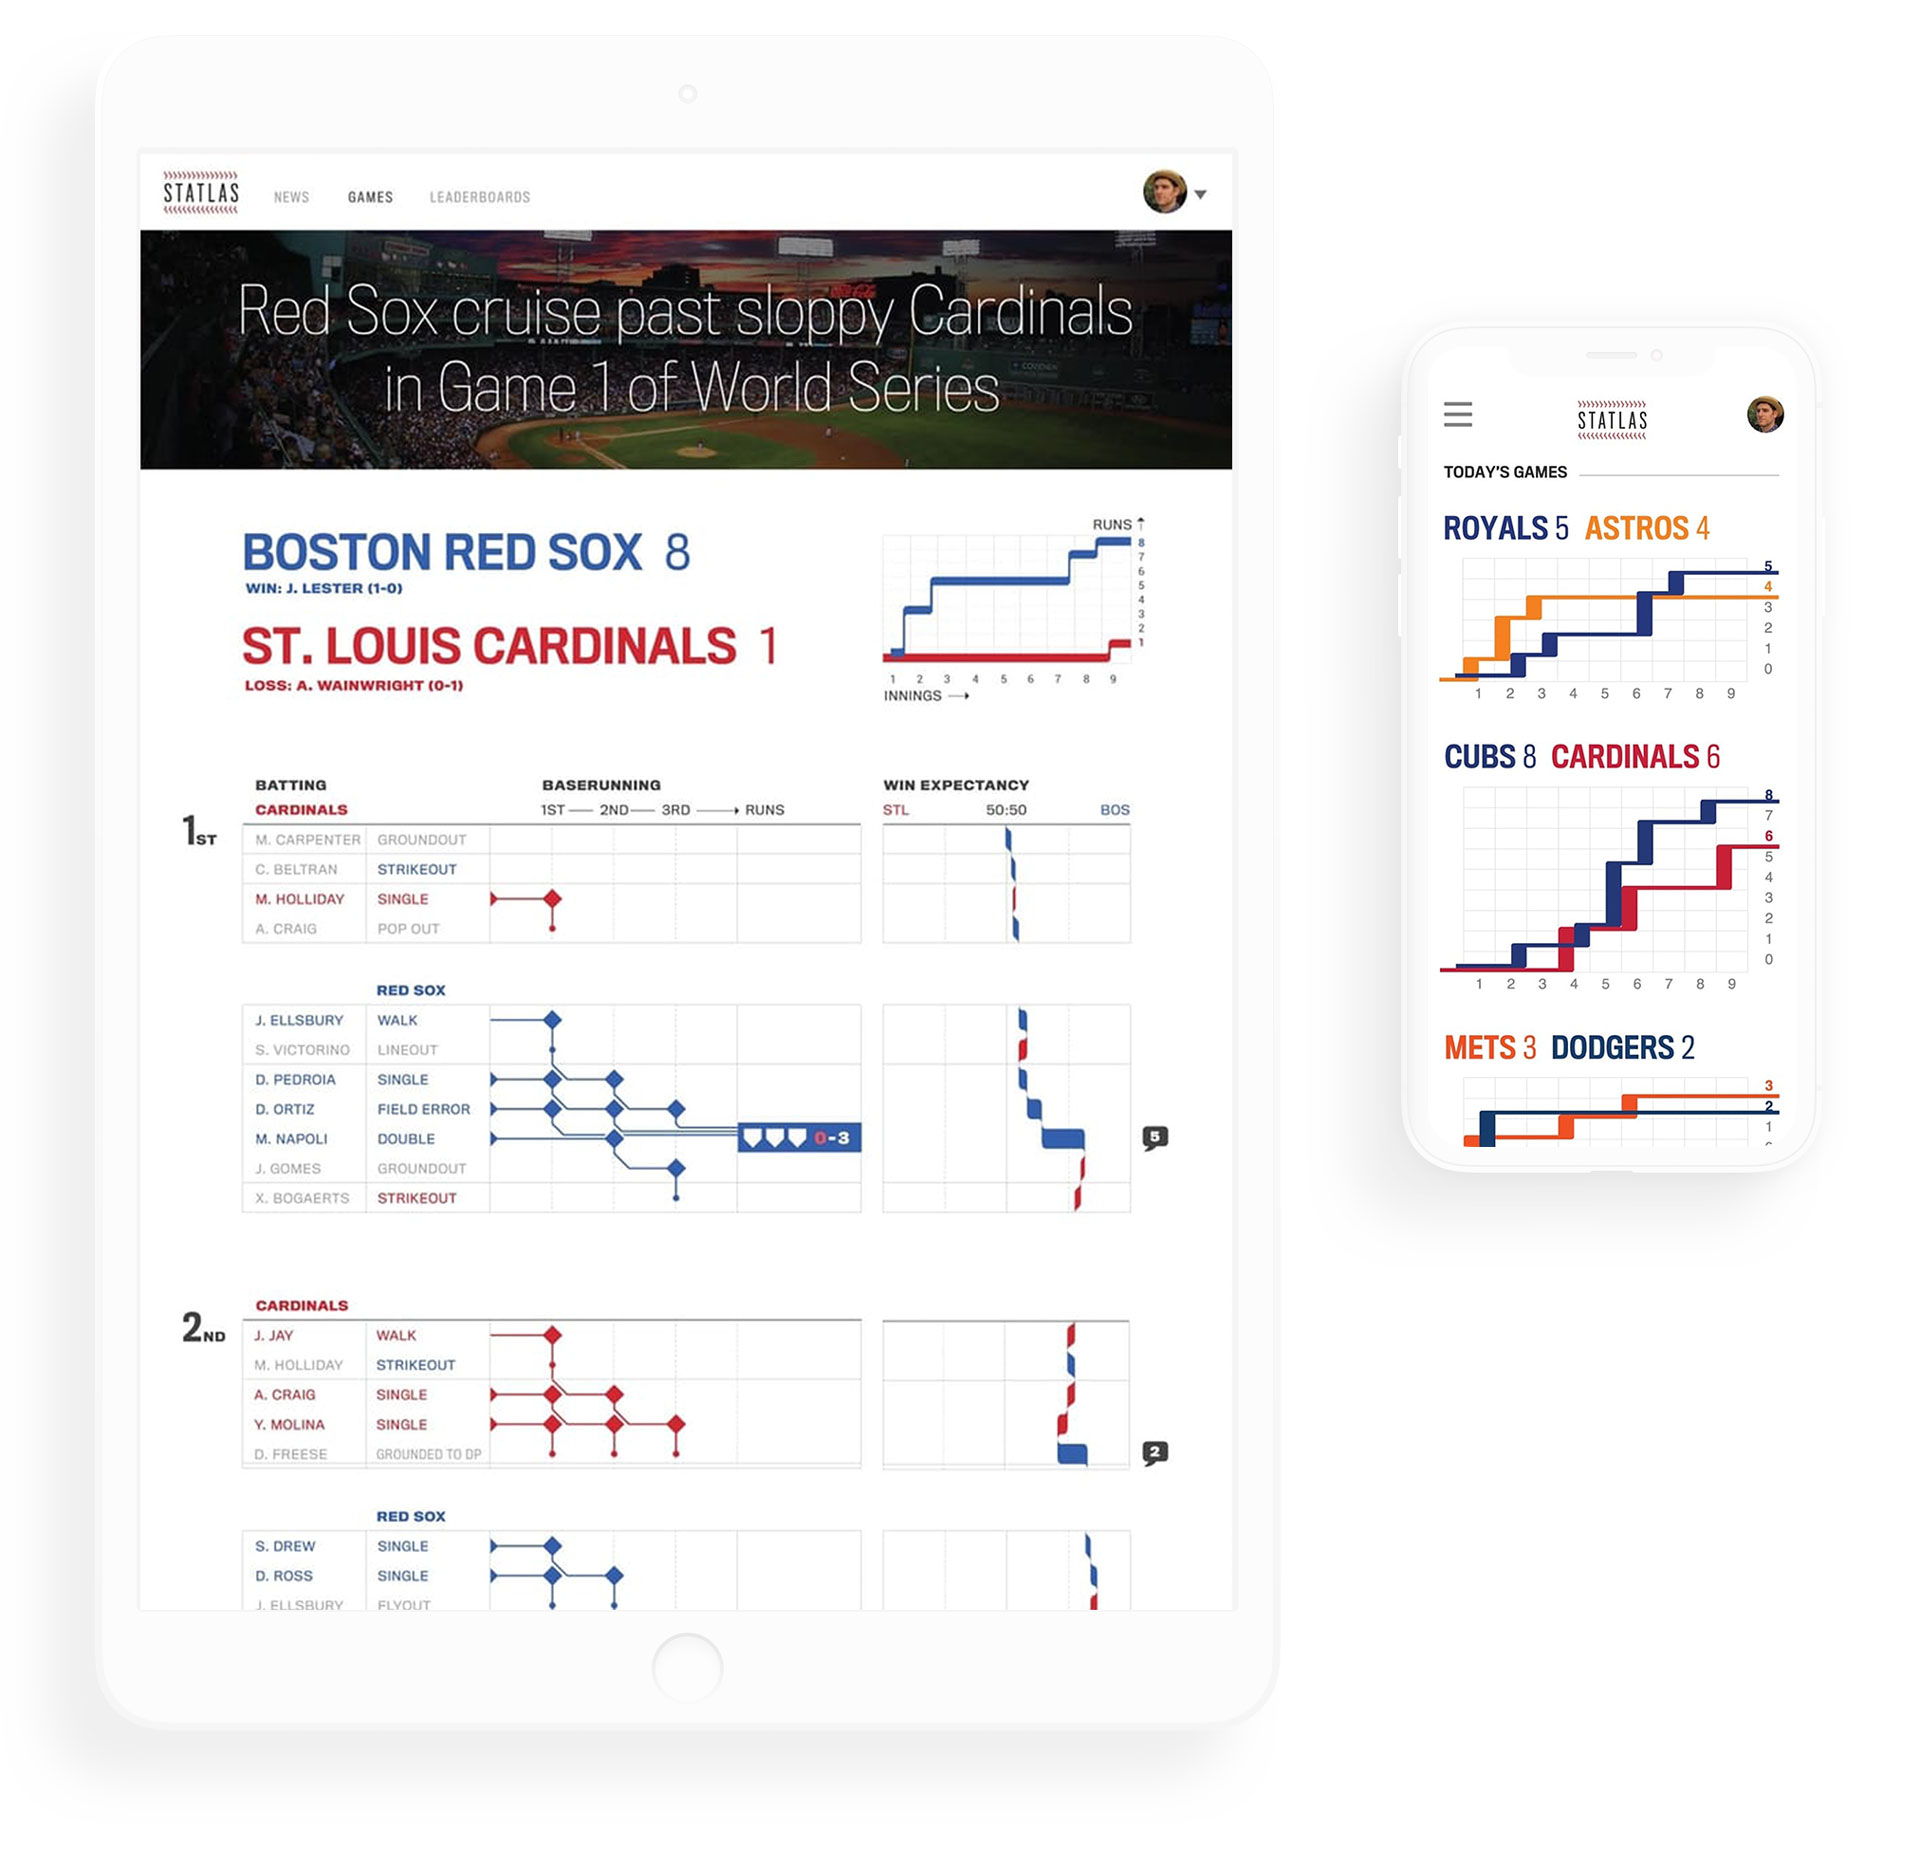 STATLAS NEWS GAMES LEADERBOARDS
Red Sox cruise past sloppy Cardinals
in Game 1 of World Series
BOSTON RED SOX 8
WIN: J. LESTER (1-0)
ST. LOUIS CARDINALS 1
LOSS: A. WAINWRIGHT (0-1)
RUNS
8
7
6
5
4
3
2
1
1 2 3 4 5 6 7 8 9
INNINGS
BATTING BASERUNNING WIN EXPECTANCY
CARDINALS 1ST 2ND 3RD RUNS STL 50:50 BOS
1ST
M. CARPENTER GROUNDOUT
C. BELTRAN STRIKEOUT
M. HOLLIDAY SINGLE
A. CRAIG POP OUT
RED SOX
J. ELLSBURY WALK
S. VICTORINO LINEOUT
D. PEDROIA SINGLE
D. ORTIZ FIELD ERROR
M. NAPOLI DOUBLE 0-3 5
J. GOMES GROUNDOUT
X. BOGAERTS STRIKEOUT
2ND
CARDINALS
J. JAY WALK
M. HOLLIDAY STRIKEOUT
A. CRAIG SINGLE
Y. MOLINA SINGLE
D. FREESE GROUNDED TO DP 2
RED SOX
S. DREW SINGLE
D. ROSS SINGLE
J. ELLSBURY FLYOUT
STATLAS
TODAY'S GAMES
ROYALS 5 ASTROS 4
5
4
3
2
1
0
1 2 3 4 5 6 7 8 9
CUBS 8 CARDINALS 6
8
7
6
5
4
3
2
1
0
1 2 3 4 5 6 7 8 9
METS 3 DODGERS 2
3
2
1